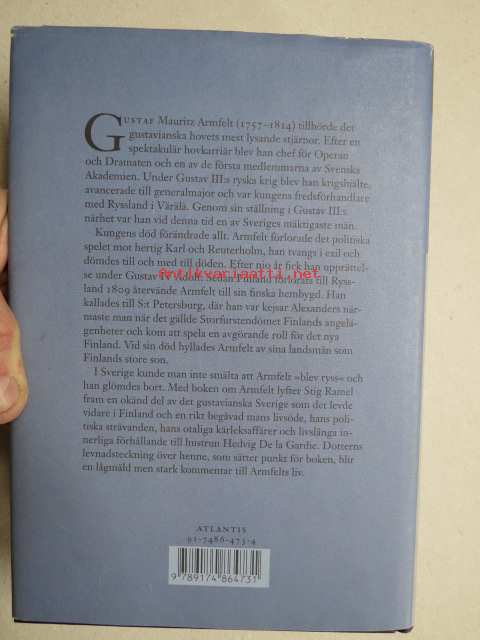 GUSTAF Mauritz Armfelt (1757–1814) tillhörde det
gustavianska hovets mest lysande stjärnor. Efter en
spektakulär hovkarriär blev han chef för Operan
och Dramaten och en av de första medlemmarna av Svenska
Akademien. Under Gustav III:s ryska krig blev han krigshjälte,
avancerade till generalmajor och var kungens fredsförhandlare
med Ryssland i Värälä. Genom sin ställning i Gustav III:s
närhet var han vid denna tid en av Sveriges mäktigaste män.
Kungens död förändrade allt. Armfelt förlorade det politiska
spelet mot hertig Karl och Reuterholm, han tvangs i exil och
dömdes till och med till döden. Efter nio år fick han upprättel-
se under Gustav IV Adolf. Sedan Finland förlorats till Ryss-
land 1809 återvände Armfelt till sin finska hembygd. Han
kallades till S:t Petersburg, där han var kejsar Alexanders när-
maste man när det gällde Storfurstendömet Finlands angelä-
genheter och kom att spela en avgörande roll för det nya
Finland. Vid sin död hyllades Armfelt av sina landsmän som
Finlands store son.
I Sverige kunde man inte smälta att Armfelt »blev ryss» och
han glömdes bort. Med boken om Armfelt lyfter Stig Ramel
fram en okänd del av det gustavianska Sverige som det levde
vidare i Finland och en rikt begåvad mans livsöde, hans poli-
tiska strävanden, hans otaliga kärleksaffärer och livslånga in-
nerliga förhållande till hustrun Hedvig De la Gardie. Dotterns
levnadsteckning över henne, som sätter punkt för boken, blir
en lågmäld men stark kommentar till Armfelts liv.
antikvariaatti.net
ATLANTIS
91-7486-473-4
9 789174 864731